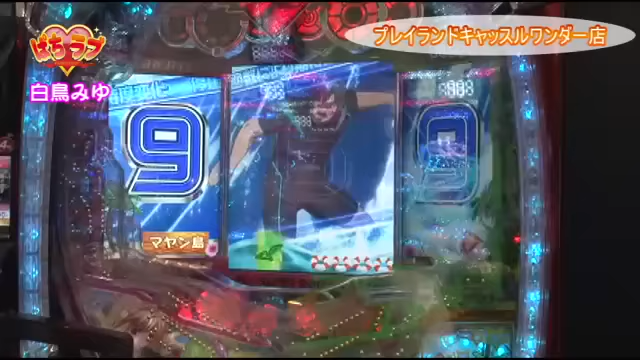 ぱちラブ
プレイランドキャッスルワンダー店
白鳥みゆ
9
9
マヤシ島